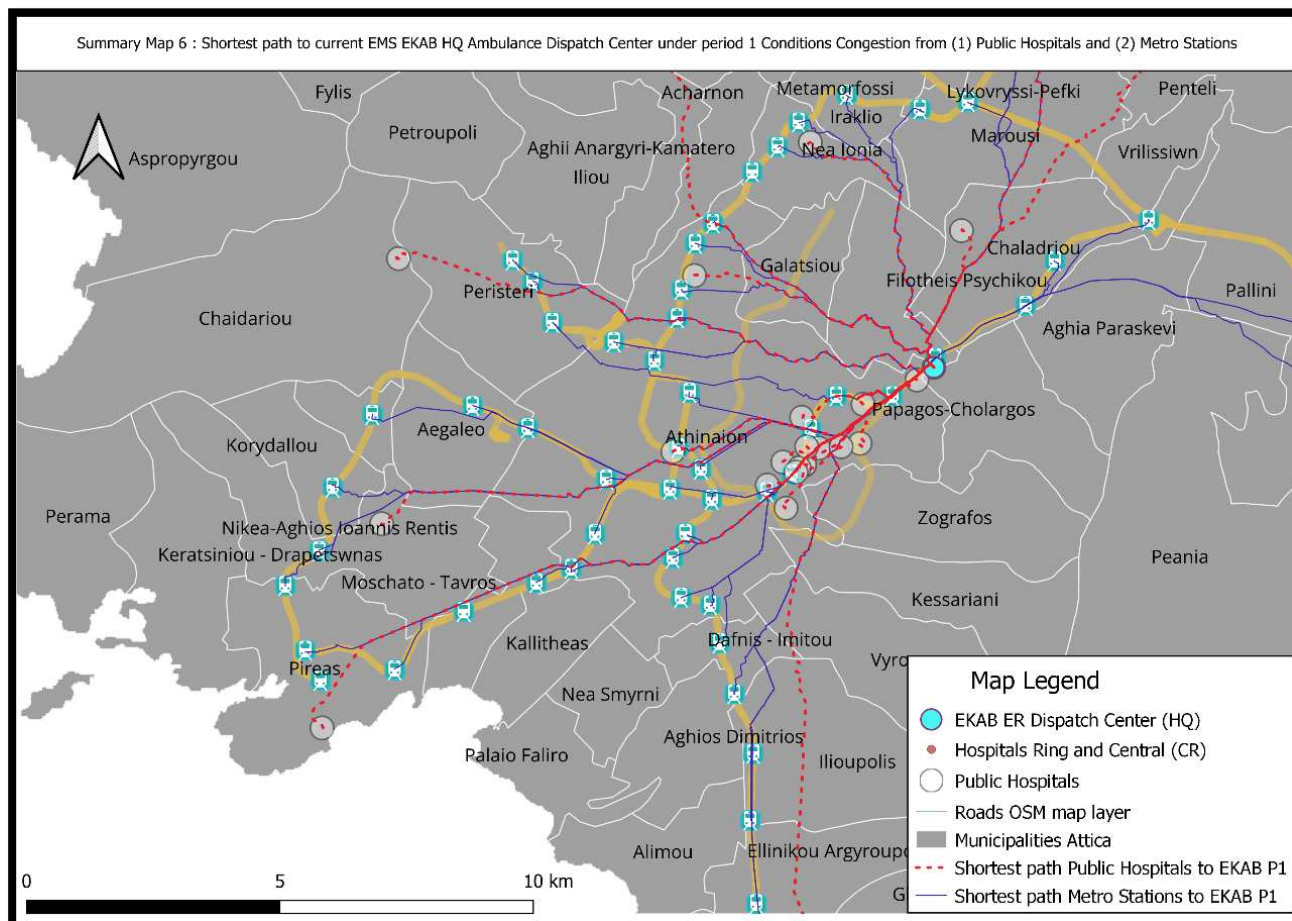 Summary Map 6 : Shortest path to current EMS EKAB HQ Ambulance Dispatch Center under period 1 Conditions Congestion from (1) Public Hospitals and (2) Metro Stations
Fylis
Acharnon
Metamorfossi
Lykovryssi-Pefki
Penteli
Petroupoli
Iraklio
Marousi
Aspropyrgou
Aghii Anargyri-Kamatero
Nea Ionia
Vrilissiwn
Iliou
Chaladriou
Galatsiou
Filotheis Psychikou
Peristeri
Pallini
Chaidariou
Aghia Paraskevi
Papagos-Cholargos
Aegaleo
Athinaion
Korydallou
Perama
Zografos
Nikea-Aghios Ioannis Rentis
Keratsiniou - Drapetswnas
Peania
Moschato - Tavros
Kessariani
Kallitheas
Dafnis - Imitou
Pireas
Vyro
Nea Smyrni
Aghios Dimitrios
Palaio Faliro
Ilioupolis
Alimou
Ellinikou Argyroupo
G
Map Legend
EKAB ER Dispatch Center (HQ)
Hospitals Ring and Central (CR)
Public Hospitals
Roads OSM map layer
Municipalities Attica
Shortest path Public Hospitals to EKAB P1
Shortest path Metro Stations to EKAB P1
0 5 10 km